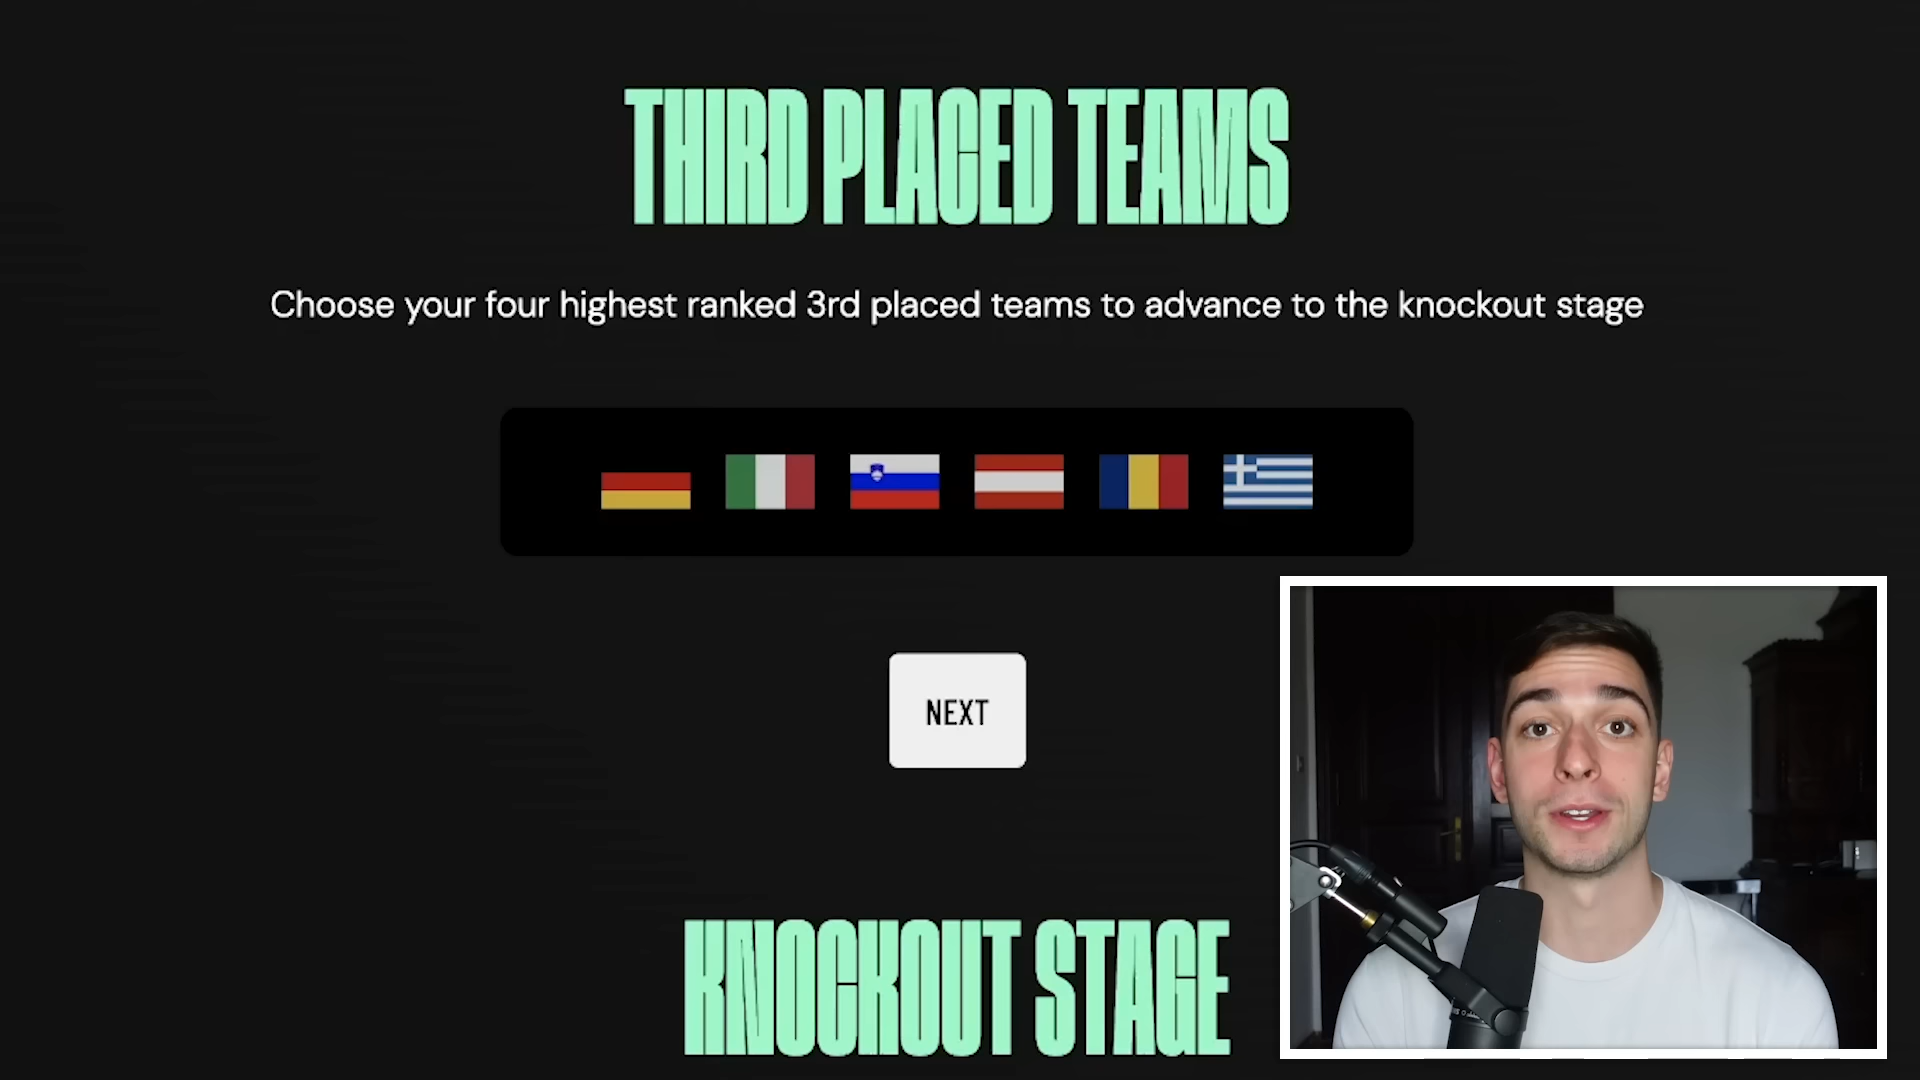 THIRD PLACED TEAMS
Choose your four highest ranked 3rd placed teams to advance to the knockout stage
NEXT
KNOCKOUT STAGE